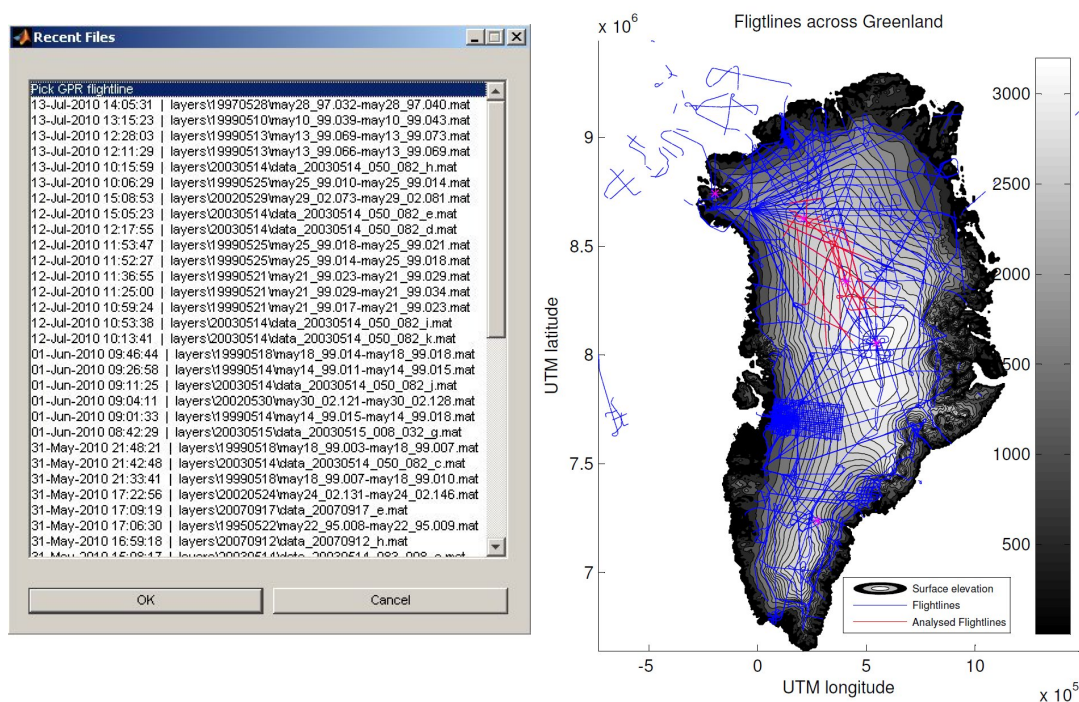 Recent Files
Pick GPR flightline
13-Jul-2010 14:05:31 | layers\19970528\may28_97.032-may28_97.040.mat
13-Jul-2010 13:15:23 | layers\19990510\may10_99.039-may10_99.043.mat
13-Jul-2010 12:28:03 | layers\19990513\may13_99.069-may13_99.073.mat
13-Jul-2010 12:11:29 | layers\19990513\may13_99.066-may13_99.069.mat
13-Jul-2010 10:15:59 | layers\20030514\data_20030514_050_082_h.mat
13-Jul-2010 10:06:29 | layers\19990525\may25_99.010-may25_99.014.mat
12-Jul-2010 15:08:53 | layers\20020529\may29_02.073-may29_02.081.mat
12-Jul-2010 15:05:23 | layers\20030514\data_20030514_050_082_e.mat
12-Jul-2010 12:17:55 | layers\20030514\data_20030514_050_082_d.mat
12-Jul-2010 11:53:47 | layers\19990525\may25_99.018-may25_99.021.mat
12-Jul-2010 11:52:27 | layers\19990525\may25_99.014-may25_99.018.mat
12-Jul-2010 11:36:55 | layers\19990521\may21_99.023-may21_99.029.mat
12-Jul-2010 11:25:00 | layers\19990521\may21_99.029-may21_99.034.mat
12-Jul-2010 10:59:24 | layers\19990521\may21_99.017-may21_99.023.mat
12-Jul-2010 10:53:38 | layers\20030514\data_20030514_050_082_i.mat
12-Jul-2010 10:13:41 | layers\20030514\data_20030514_050_082_k.mat
01-Jun-2010 09:46:44 | layers\19990518\may18_99.014-may18_99.018.mat
01-Jun-2010 09:26:58 | layers\19990514\may14_99.011-may14_99.015.mat
01-Jun-2010 09:11:25 | layers\20030514\data_20030514_050_082_j.mat
01-Jun-2010 09:04:11 | layers\20020530\may30_02.121-may30_02.128.mat
01-Jun-2010 09:01:33 | layers\19990514\may14_99.015-may14_99.018.mat
01-Jun-2010 08:42:29 | layers\20030515\data_20030515_008_032_g.mat
31-May-2010 21:46:21 | layers\19990518\may18_99.003-may18_99.007.mat
31-May-2010 21:42:48 | layers\20030514\data_20030514_050_082_c.mat
31-May-2010 21:33:41 | layers\19990518\may18_99.007-may18_99.010.mat
31-May-2010 17:22:56 | layers\20020524\may24_02.131-may24_02.146.mat
31-May-2010 17:09:19 | layers\20070917\data_20070917_e.mat
31-May-2010 17:06:30 | layers\19950522\may22_95.008-may22_95.009.mat
31-May-2010 16:59:18 | layers\20070912\data_20070912_h.mat
OK
Cancel
Fligtlines across Greenland
x 10^6
9
8.5
8
7.5
7
UTM latitude
-5
0
5
10
UTM longitude
x 10^5
3000
2500
2000
1500
1000
500
Surface elevation
Flightlines
Analysed Flightlines